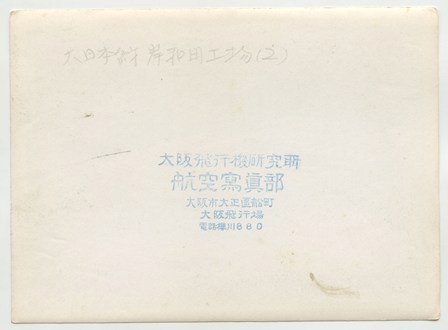 大日本紡 岸和田工場(2)
大阪飛行機研究所
航空寫眞部
大阪市大正區船町
大阪飛行場
電話櫻川880